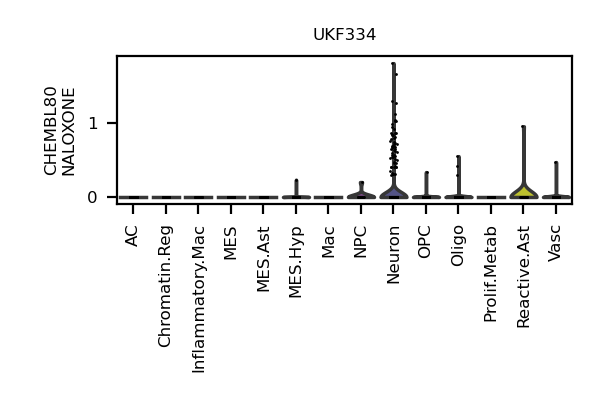 UKF334
CHEMBL80
NALOXONE
1
0
AC
Chromatin.Reg
Inflammatory.Mac
MES
MES.Ast
MES.Hyp
Mac
NPC
Neuron
OPC
Oligo
Prolif.Metab
Reactive.Ast
Vasc